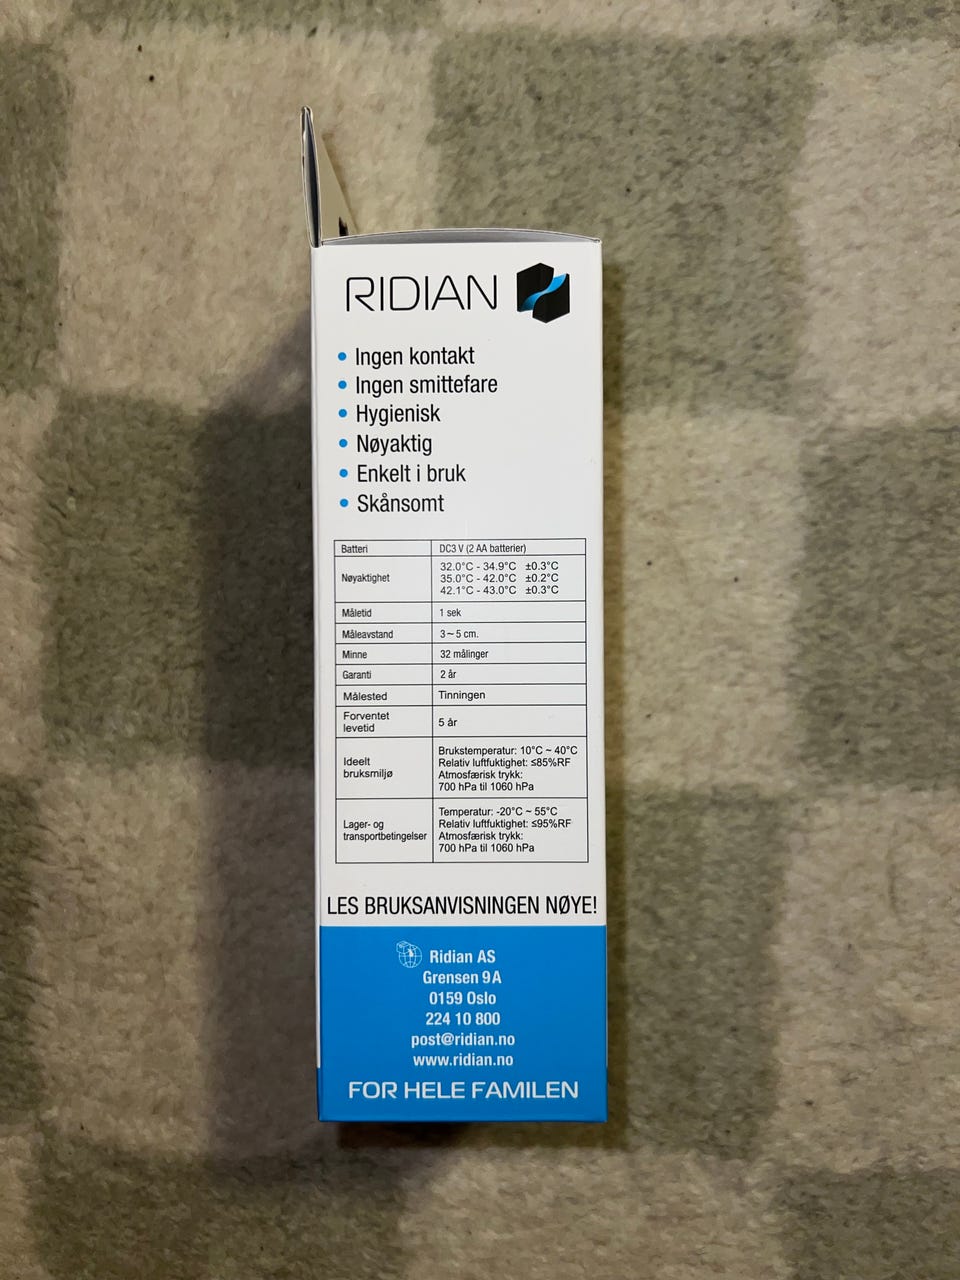 RIDIAN
• Ingen kontakt
• Ingen smittefare
• Hygienisk
• Nøyaktig
• Enkelt i bruk
• Skånsomt
Batteri DC3 V (2 AA batterier)
Nøyaktighet 32.0°C - 34.9°C ±0.3°C
35.0°C - 42.0°C ±0.2°C
42.1°C - 43.0°C ±0.3°C
Måletid 1 sek
Måleavstand 3~5 cm.
Minne 32 målinger
Garanti 2 år
Målested Tinningen
Forventet
levetid 5 år
Ideelt
bruksmiljø Brukstemperatur: 10°C ~ 40°C
Relativ luftfuktighet: ≤85%RF
Atmosfærisk trykk:
700 hPa til 1060 hPa
Lager- og
transportbetingelser Temperatur: -20°C ~ 55°C
Relativ luftfuktighet: ≤95%RF
Atmosfærisk trykk:
700 hPa til 1060 hPa
LES BRUKSANVISNINGEN NØYE!
Ridian AS
Grensen 9A
0159 Oslo
224 10 800
post@ridian.no
www.ridian.no
FOR HELE FAMILEN